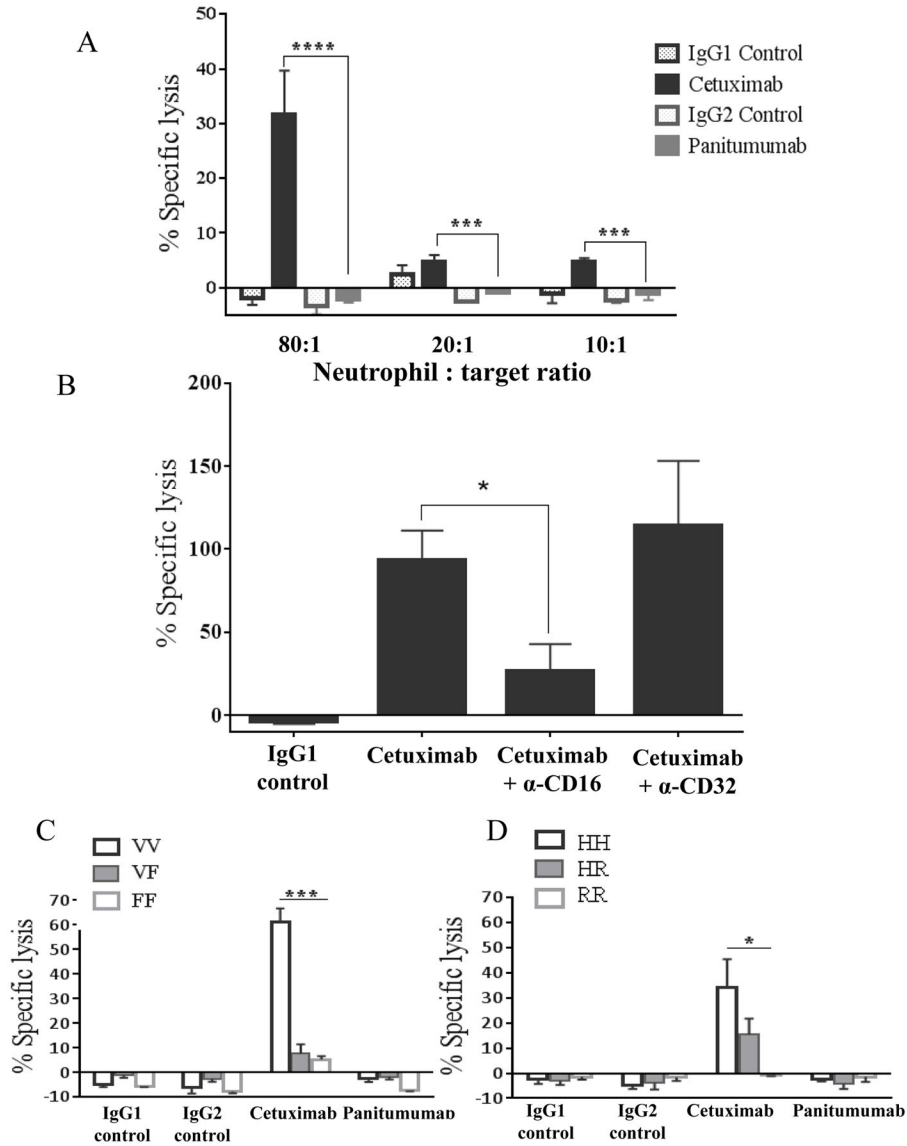 A
50
40
30
20
10
0
% Specific lysis
****
***
***
IgG1 Control
Cetuximab
IgG2 Control
Panitumumab
80:1 20:1 10:1
Neutrophil : target ratio
B
200
150
100
50
0
% Specific lysis
*
IgG1 control
Cetuximab
Cetuximab + α-CD16
Cetuximab + α-CD32
C
VV
VF
FF
70
60
50
40
30
20
10
0
-10
% Specific lysis
***
IgG1 control
IgG2 control
Cetuximab
Panitumumab
D
HH
HR
RR
70
60
50
40
30
20
10
0
-10
% Specific lysis
*
IgG1 control
IgG2 control
Cetuximab
Panitumumab